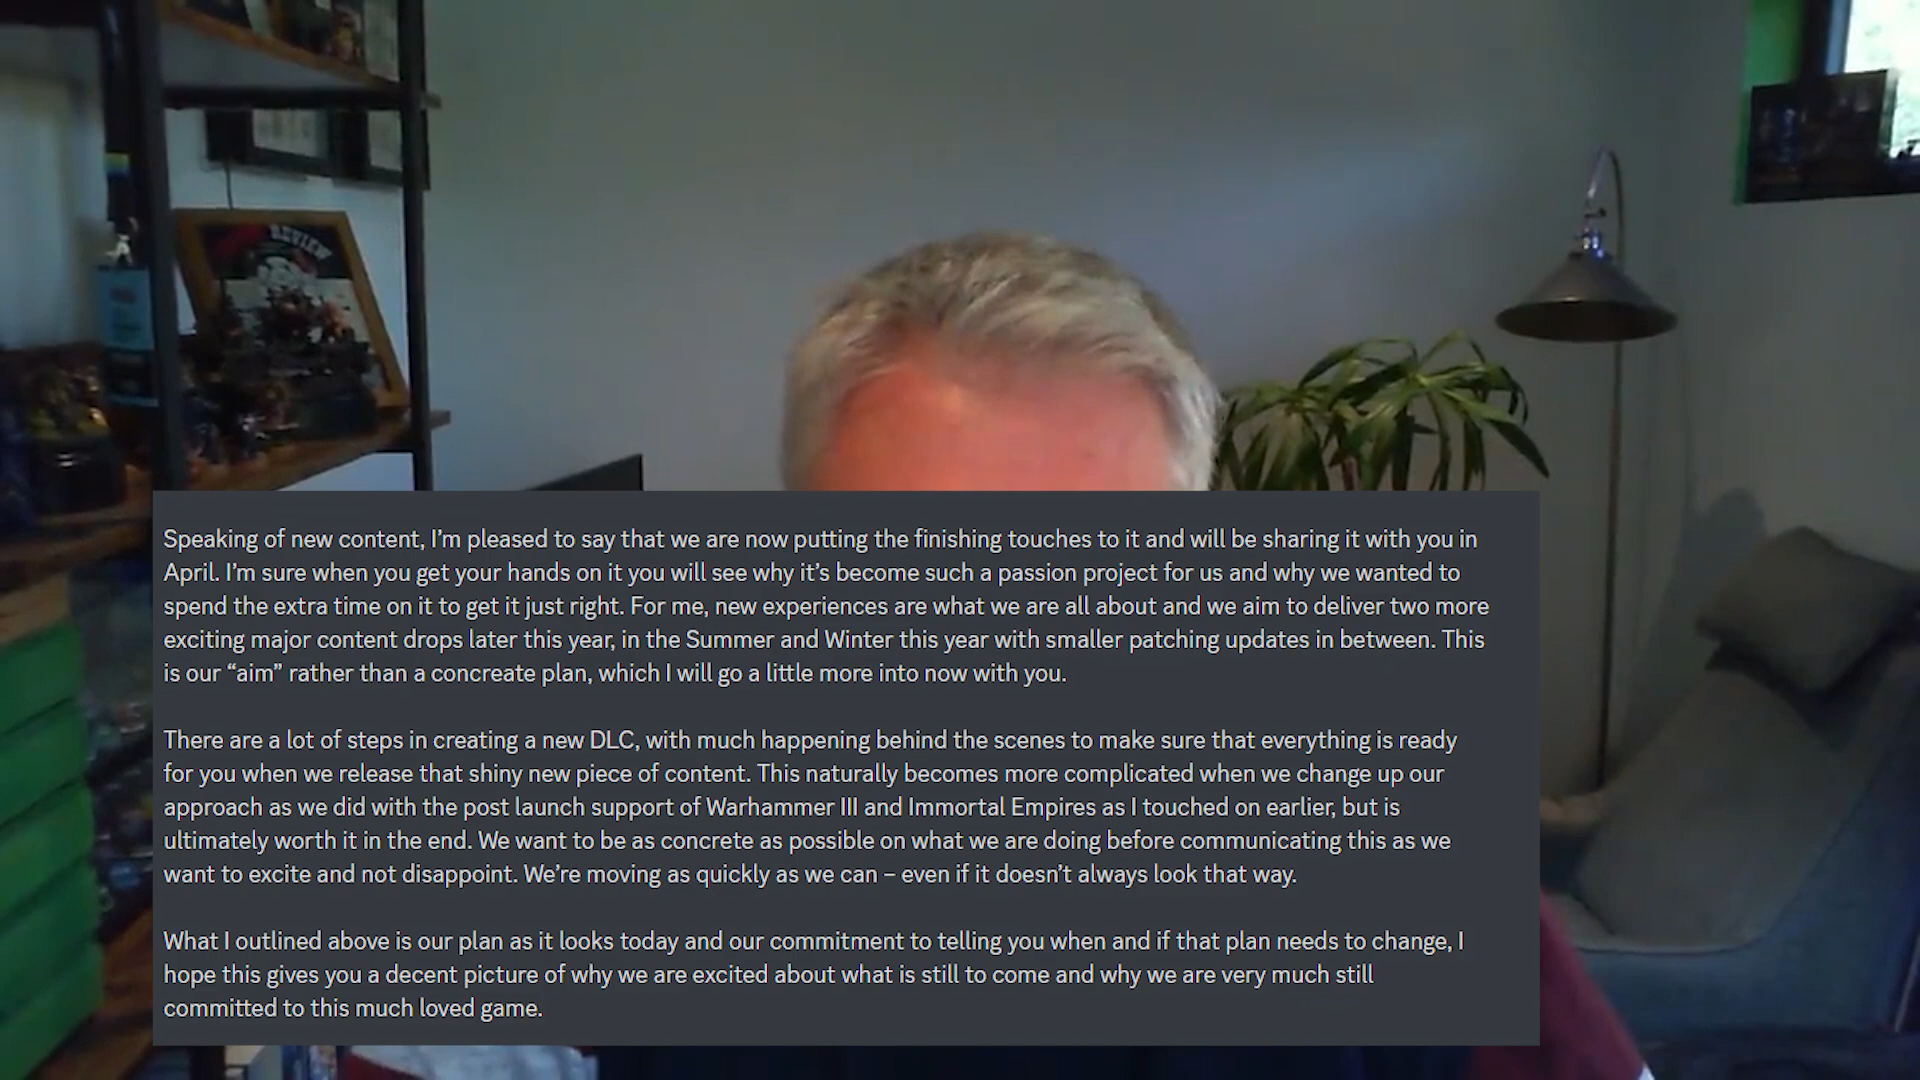 REVIEW
Speaking of new content, I'm pleased to say that we are now putting the finishing touches to it and will be sharing it with you in
April. I'm sure when you get your hands on it you will see why it's become such a passion project for us and why we wanted to
spend the extra time on it to get it just right. For me, new experiences are what we are all about and we aim to deliver two more
exciting major content drops later this year, in the Summer and Winter this year with smaller patching updates in between. This
is our “aim” rather than a concreate plan, which I will go a little more into now with you.
There are a lot of steps in creating a new DLC, with much happening behind the scenes to make sure that everything is ready
for you when we release that shiny new piece of content. This naturally becomes more complicated when we change up our
approach as we did with the post launch support of Warhammer III and Immortal Empires as I touched on earlier, but is
ultimately worth it in the end. We want to be as concrete as possible on what we are doing before communicating this as we
want to excite and not disappoint. We're moving as quickly as we can – even if it doesn't always look that way.
What I outlined above is our plan as it looks today and our commitment to telling you when and if that plan needs to change, I
hope this gives you a decent picture of why we are excited about what is still to come and why we are very much still
committed to this much loved game.